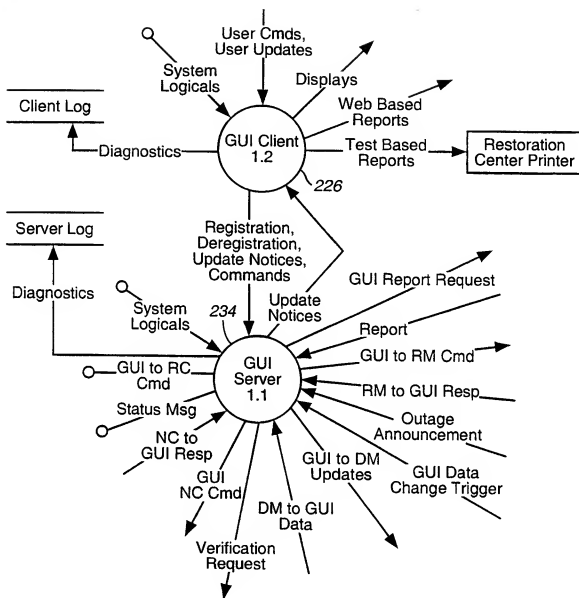 User Cmds,
User Updates
System
Logicals
Displays
Client Log
Web Based
Reports
GUI Client
1.2
Diagnostics
Test Based
Reports
Restoration
Center Printer
226
Server Log
Registration,
Deregistration,
Update Notices,
Commands
GUI Report Request
Diagnostics
System
Logicals
234
Update
Notices
Report
GUI
Server
1.1
GUI to RC
Cmd
GUI to RM Cmd
RM to GUI Resp
Status Msg
Outage
Announcement
NC to
GUI Resp
GUI to DM
Updates
GUI Data
Change Trigger
GUI
NC Cmd
DM to GUI
Data
Verification
Request